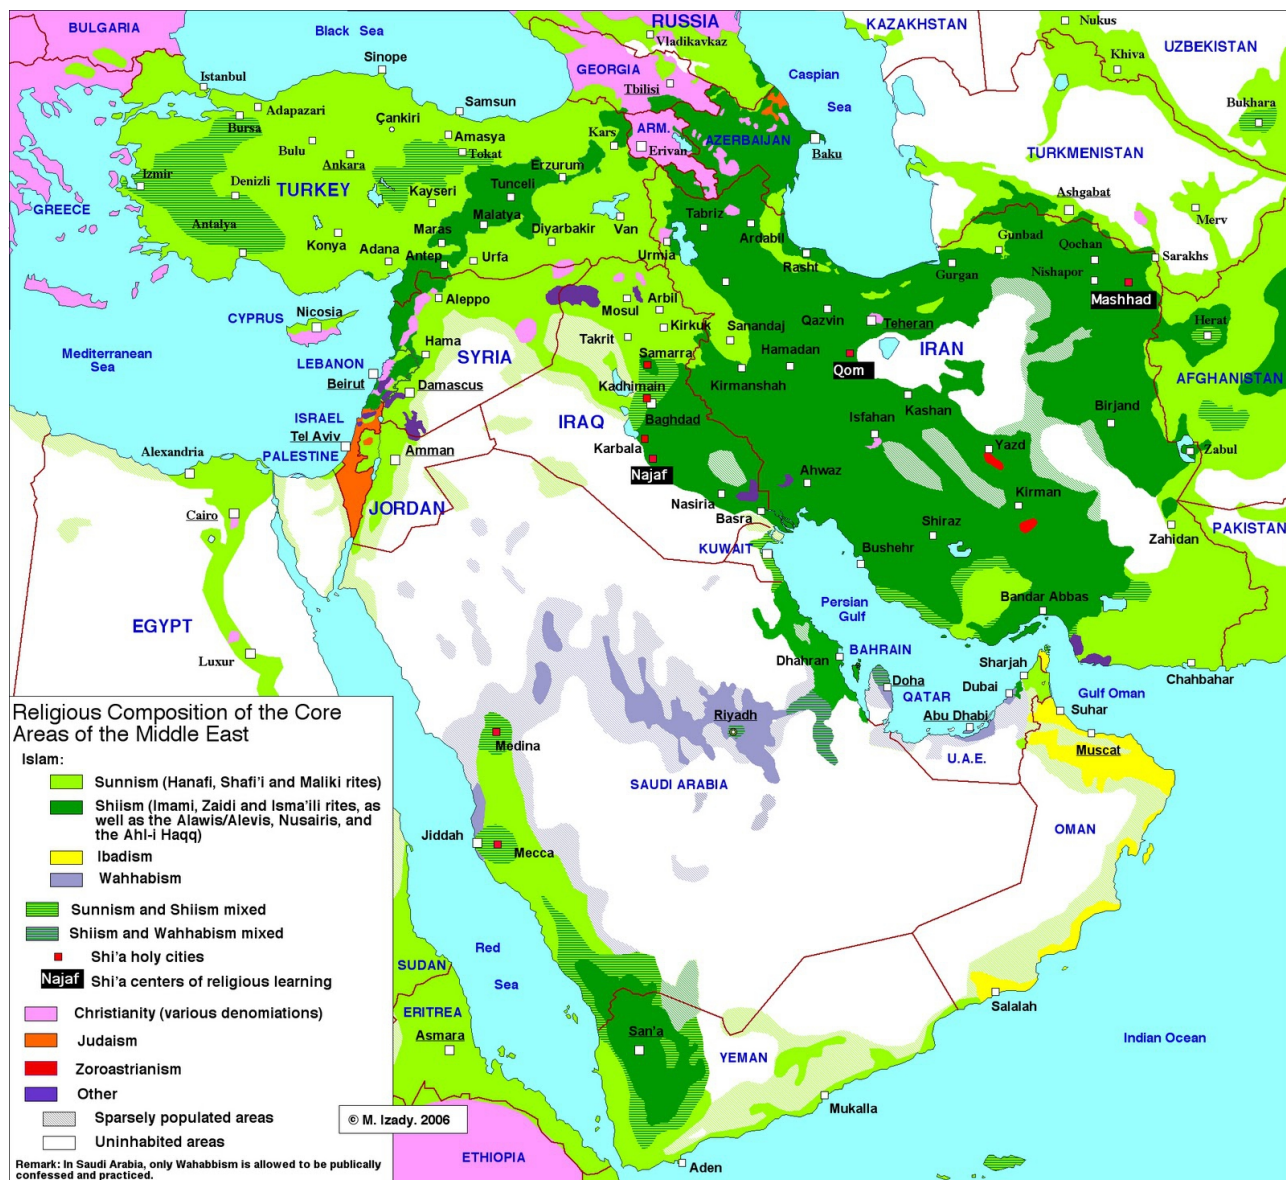 BULGARIA
Black Sea
RUSSIA
KAZAKHSTAN
Nukus
UZBEKISTAN
Sinope
Vladikavkaz
Khiva
Istanbul
GEORGIA
Tbilisi
Caspian
Sea
Bukhara
Adapazari
Samsun
Bursa
Çankiri
Amasya
Kars
ARM.
AZERBAIJAN
Bulu
Ankara
Tokat
Erivan
Baku
TURKMENISTAN
Izmir
Denizli
TURKEY
Kayseri
Erzurum
Tunceli
Ashgabat
GREECE
Antalya
Malatya
Van
Tabriz
Ardabil
Merv
Konya
Maras
Diyarbakir
Gunbad
Qochan
Adana
Antep
Urfa
Urmia
Rasht
Gurgan
Nishapor
Sarakhs
Mashhad
Nicosia
Aleppo
Mosul
Arbil
CYPRUS
Kirkuk
Sanandaj
Qazvin
Teheran
Herat
Mediterranean
Sea
Hama
Takrit
SYRIA
Samarra
Hamadan
IRAN
LEBANON
Beirut
Damascus
Kadhimain
Kirmanshah
Qom
AFGHANISTAN
ISRAEL
IRAQ
Baghdad
Kashan
Birjand
Tel Aviv
Isfahan
Alexandria
PALESTINE
Amman
Karbala
Yazd
Zabul
Najaf
Ahwaz
JORDAN
Nasiria
Kirman
Cairo
Basra
Shiraz
PAKISTAN
KUWAIT
Bushehr
Zahidan
Persian
Gulf
Bandar Abbas
EGYPT
Luxur
Dhahran
BAHRAIN
Sharjah
Chahbahar
Doha
QATAR
Dubai
Gulf Oman
Abu Dhabi
Suhar
Riyadh
Medina
Muscat
U.A.E.
SAUDI ARABIA
Jiddah
Mecca
OMAN
Red
Sea
SUDAN
Salalah
ERITREA
Asmara
San'a
YEMAN
Indian Ocean
Mukalla
ETHIOPIA
Aden
Religious Composition of the Core
Areas of the Middle East
Islam:
Sunnism (Hanafi, Shafi'i and Maliki rites)
Shiism (Imami, Zaidi and Isma'ili rites, as
well as the Alawis/Alevis, Nusairis, and
the Ahl-i Haqq)
Ibadism
Wahhabism
Sunnism and Shiism mixed
Shiism and Wahhabism mixed
Shi'a holy cities
Najaf Shi'a centers of religious learning
Christianity (various denomiations)
Judaism
Zoroastrianism
Other
Sparsely populated areas
Uninhabited areas
Remark: In Saudi Arabia, only Wahabbism is allowed to be publically
confessed and practiced.
© M. Izady. 2006